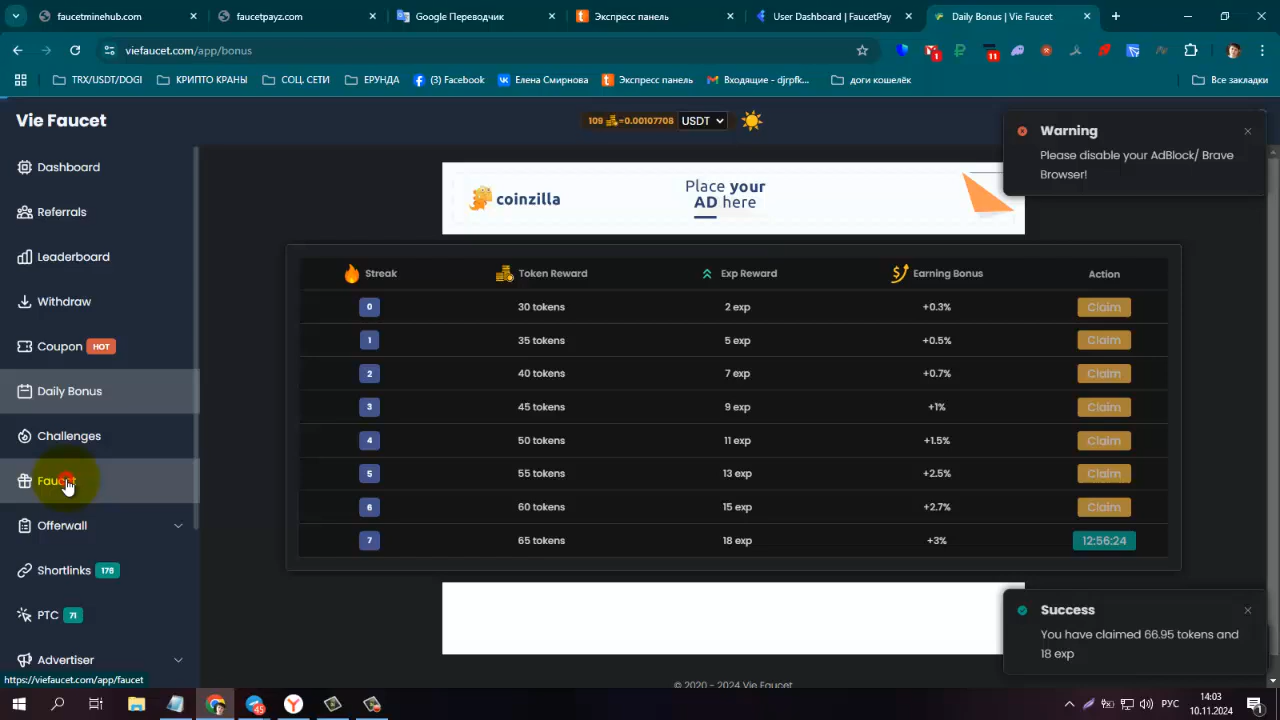 faucetminehub.com
faucetpayz.com
Google Переводчик
Экспресс панель
User Dashboard | FaucetPay
Daily Bonus | Vie Faucet
viefaucet.com/app/bonus
1
11
TRX/USDT/DOGI
КРИПТО КРАНЫ
СОЦ. СЕТИ
ЕРУНДА
(3) Facebook
Елена Смирнова
Экспресс панель
Входящие - djrpfk...
доги кошелёк
Все закладки
Vie Faucet
109 =0.00107708
USDT
Warning
Please disable your AdBlock/ Brave
Browser!
Dashboard
Referrals
Leaderboard
Withdraw
Coupon HOT
Daily Bonus
Challenges
Faucet
Offerwall
Shortlinks 178
PTC 71
Advertiser
coinzilla
Place your
AD here
Streak Token Reward Exp Reward Earning Bonus Action
0 30 tokens 2 exp +0.3% Claim
1 35 tokens 5 exp +0.5% Claim
2 40 tokens 7 exp +0.7% Claim
3 45 tokens 9 exp +1% Claim
4 50 tokens 11 exp +1.5% Claim
5 55 tokens 13 exp +2.5% Claim
6 60 tokens 15 exp +2.7% Claim
7 65 tokens 18 exp +3% 12:56:24
Success
You have claimed 66.95 tokens and
18 exp
© 2020 - 2024 Vie Faucet
https://viefaucet.com/app/faucet
45
РУС
14:03
10.11.2024
1